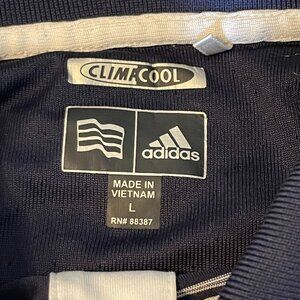 CLIMACOOL
adidas
MADE IN
VIETNAM
L
RN# 88387